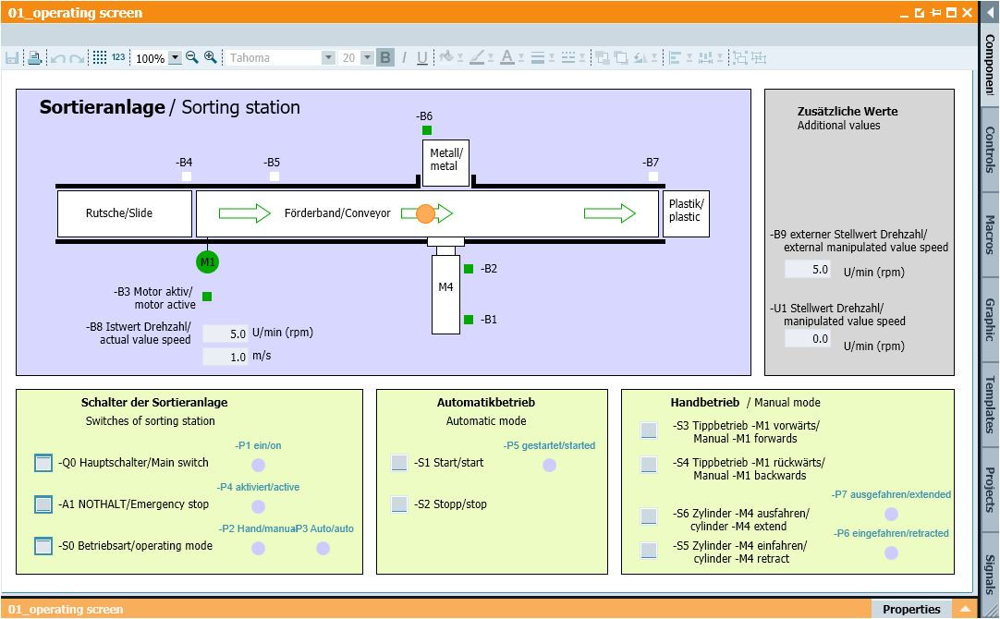 01_operating screen
123
100%
Tahoma
20
B
I
U
A
Sortieranlage / Sorting station
-B6
Metall/
metal
-B4
-B5
-B7
Rutsche/Slide
Förderband/Conveyor
Plastik/
plastic
M1
M4
-B2
-B1
-B3 Motor aktiv/
motor active
-B8 Istwert Drehzahl/
actual value speed
5.0
U/min (rpm)
1.0
m/s
Zusätzliche Werte
Additional values
-B9 externer Stellwert Drehzahl/
external manipulated value speed
5.0
U/min (rpm)
-U1 Stellwert Drehzahl/
manipulated value speed
0.0
U/min (rpm)
Schalter der Sortieranlage
Switches of sorting station
-P1 ein/on
-Q0 Hauptschalter/Main switch
-P4 aktiviert/active
-A1 NOTHALT/Emergency stop
-P2 Hand/manua
-P3 Auto/auto
-S0 Betriebsart/operating mode
Automatikbetrieb
Automatic mode
-P5 gestartet/started
-S1 Start/start
-S2 Stopp/stop
Handbetrieb / Manual mode
-S3 Tippbetrieb -M1 vorwärts/
Manual -M1 forwards
-S4 Tippbetrieb -M1 rückwärts/
Manual -M1 backwards
-P7 ausgefahren/extended
-S6 Zylinder -M4 ausfahren/
cylinder -M4 extend
-P6 eingefahren/retracted
-S5 Zylinder -M4 einfahren/
cylinder -M4 retract
Component
Controls
Macros
Graphic
Templates
Projects
Signals
01_operating screen
Properties